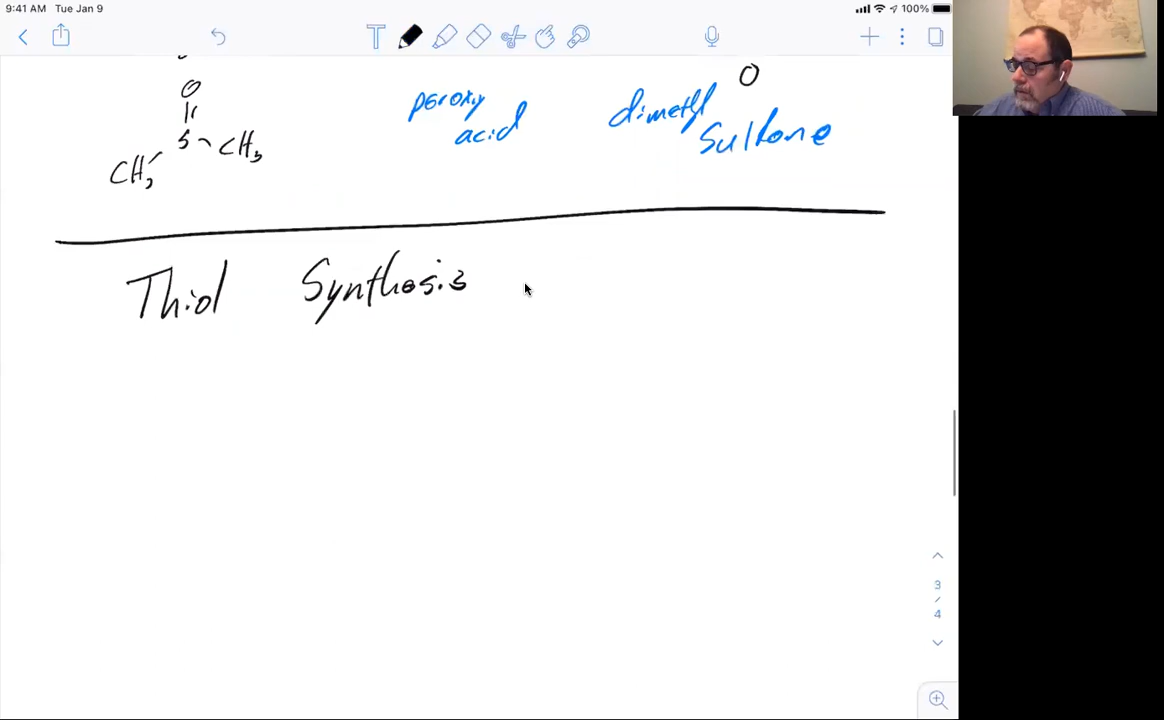 9:41 AM Tue Jan 9
100%
O
O
S
CH3
CH3
peroxy
acid
dimethyl
Sulfone
Thiol Synthesis
3
/
4